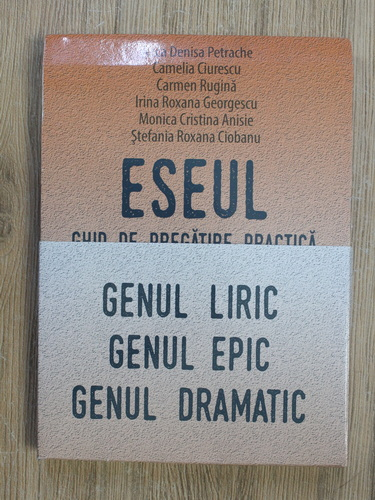 Denisa Petrache
Camelia Ciurescu
Carmen Rugină
Irina Roxana Georgescu
Monica Cristina Anisie
Ștefania Roxana Ciobanu
ESEUL
GHID DE PREGĂTIRE PRACTICĂ
GENUL LIRIC
GENUL EPIC
GENUL DRAMATIC